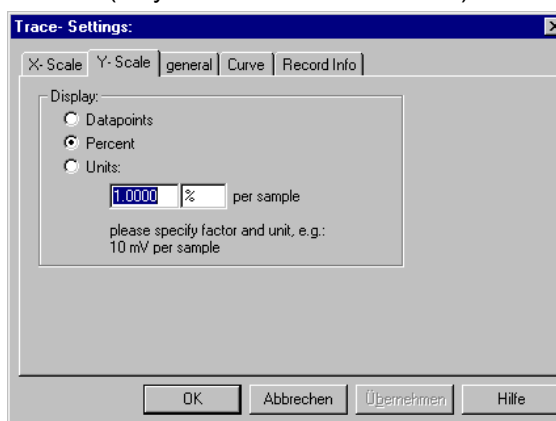 Trace- Settings:
X- Scale Y- Scale general Curve Record Info
Display:
Datapoints
Percent
Units:
1.0000 % per sample
please specify factor and unit, e.g.:
10 mV per sample
OK Abbrechen Übernehmen Hilfe